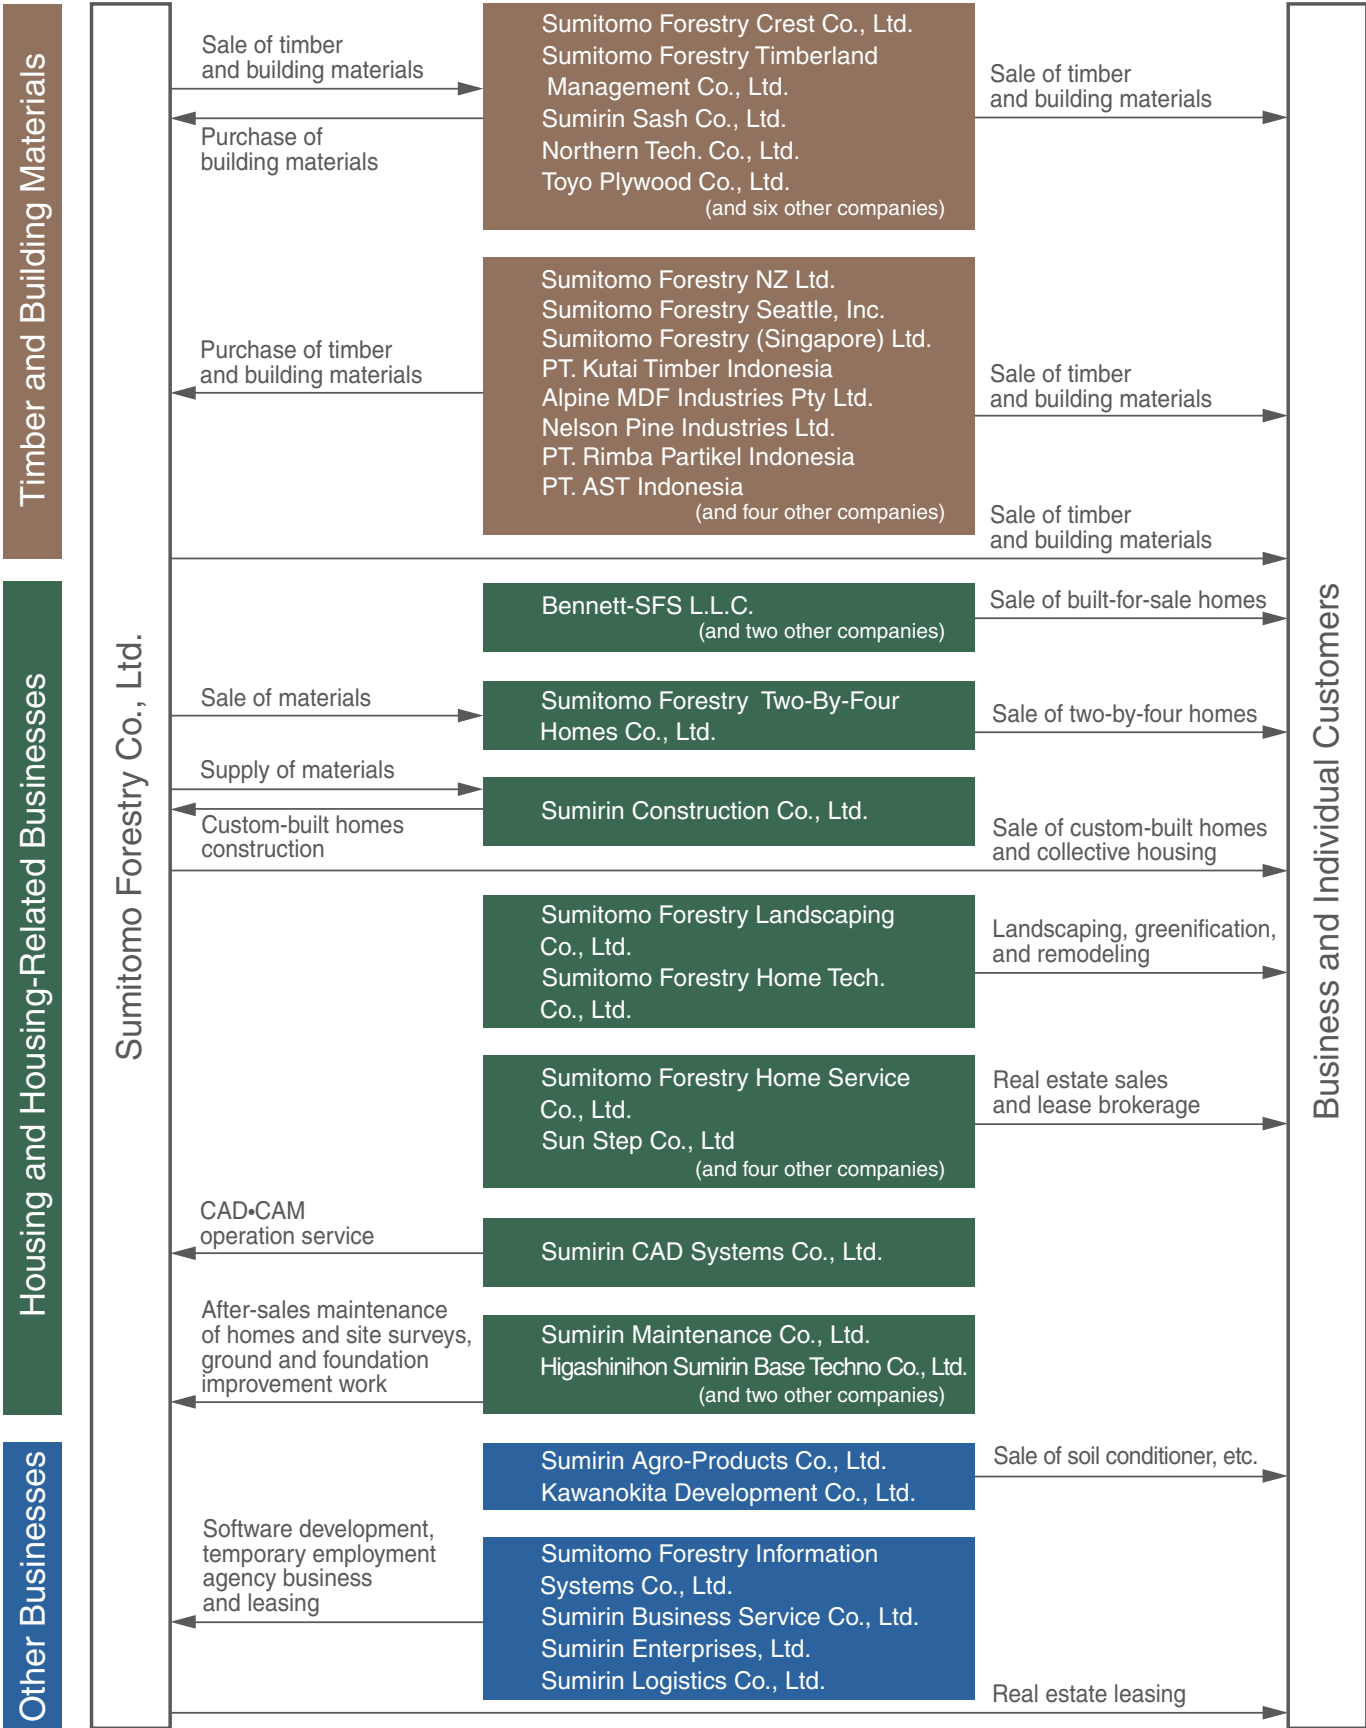 Timber and Building Materials
Sumitomo Forestry Co., Ltd.
Sale of timber
and building materials
Purchase of
building materials
Sumitomo Forestry Crest Co., Ltd.
Sumitomo Forestry Timberland
Management Co., Ltd.
Sumirin Sash Co., Ltd.
Northern Tech. Co., Ltd.
Toyo Plywood Co., Ltd.
(and six other companies)
Sale of timber
and building materials
Business and Individual Customers
Purchase of timber
and building materials
Sumitomo Forestry NZ Ltd.
Sumitomo Forestry Seattle, Inc.
Sumitomo Forestry (Singapore) Ltd.
PT. Kutai Timber Indonesia
Alpine MDF Industries Pty Ltd.
Nelson Pine Industries Ltd.
PT. Rimba Partikel Indonesia
PT. AST Indonesia
(and four other companies)
Sale of timber
and building materials
Sale of timber
and building materials
Housing and Housing-Related Businesses
Bennett-SFS L.L.C.
(and two other companies)
Sale of built-for-sale homes
Sale of materials
Sumitomo Forestry Two-By-Four
Homes Co., Ltd.
Sale of two-by-four homes
Supply of materials
Custom-built homes
construction
Sumirin Construction Co., Ltd.
Sale of custom-built homes
and collective housing
Sumitomo Forestry Landscaping
Co., Ltd.
Sumitomo Forestry Home Tech.
Co., Ltd.
Landscaping, greenification,
and remodeling
Sumitomo Forestry Home Service
Co., Ltd.
Sun Step Co., Ltd
(and four other companies)
Real estate sales
and lease brokerage
CAD•CAM
operation service
Sumirin CAD Systems Co., Ltd.
After-sales maintenance
of homes and site surveys,
ground and foundation
improvement work
Sumirin Maintenance Co., Ltd.
Higashinihon Sumirin Base Techno Co., Ltd.
(and two other companies)
Other Businesses
Sumirin Agro-Products Co., Ltd.
Kawanokita Development Co., Ltd.
Sale of soil conditioner, etc.
Software development,
temporary employment
agency business
and leasing
Sumitomo Forestry Information
Systems Co., Ltd.
Sumirin Business Service Co., Ltd.
Sumirin Enterprises, Ltd.
Sumirin Logistics Co., Ltd.
Real estate leasing